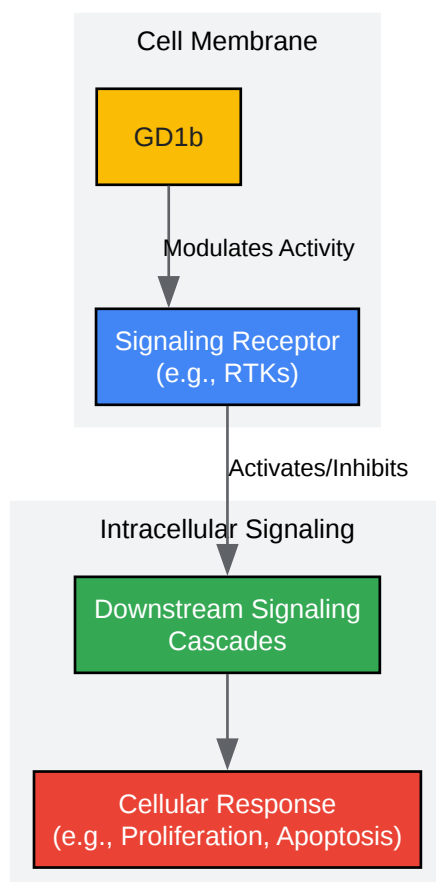 Cell Membrane
GD1b
Modulates Activity
Signaling Receptor
(e.g., RTKs)
Activates/Inhibits
Intracellular Signaling
Downstream Signaling
Cascades
Cellular Response
(e.g., Proliferation, Apoptosis)